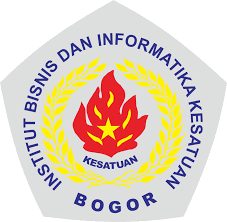 INSTITUT BISNIS DAN INFORMATIKA KESATUAN
KESATUAN
BOGOR